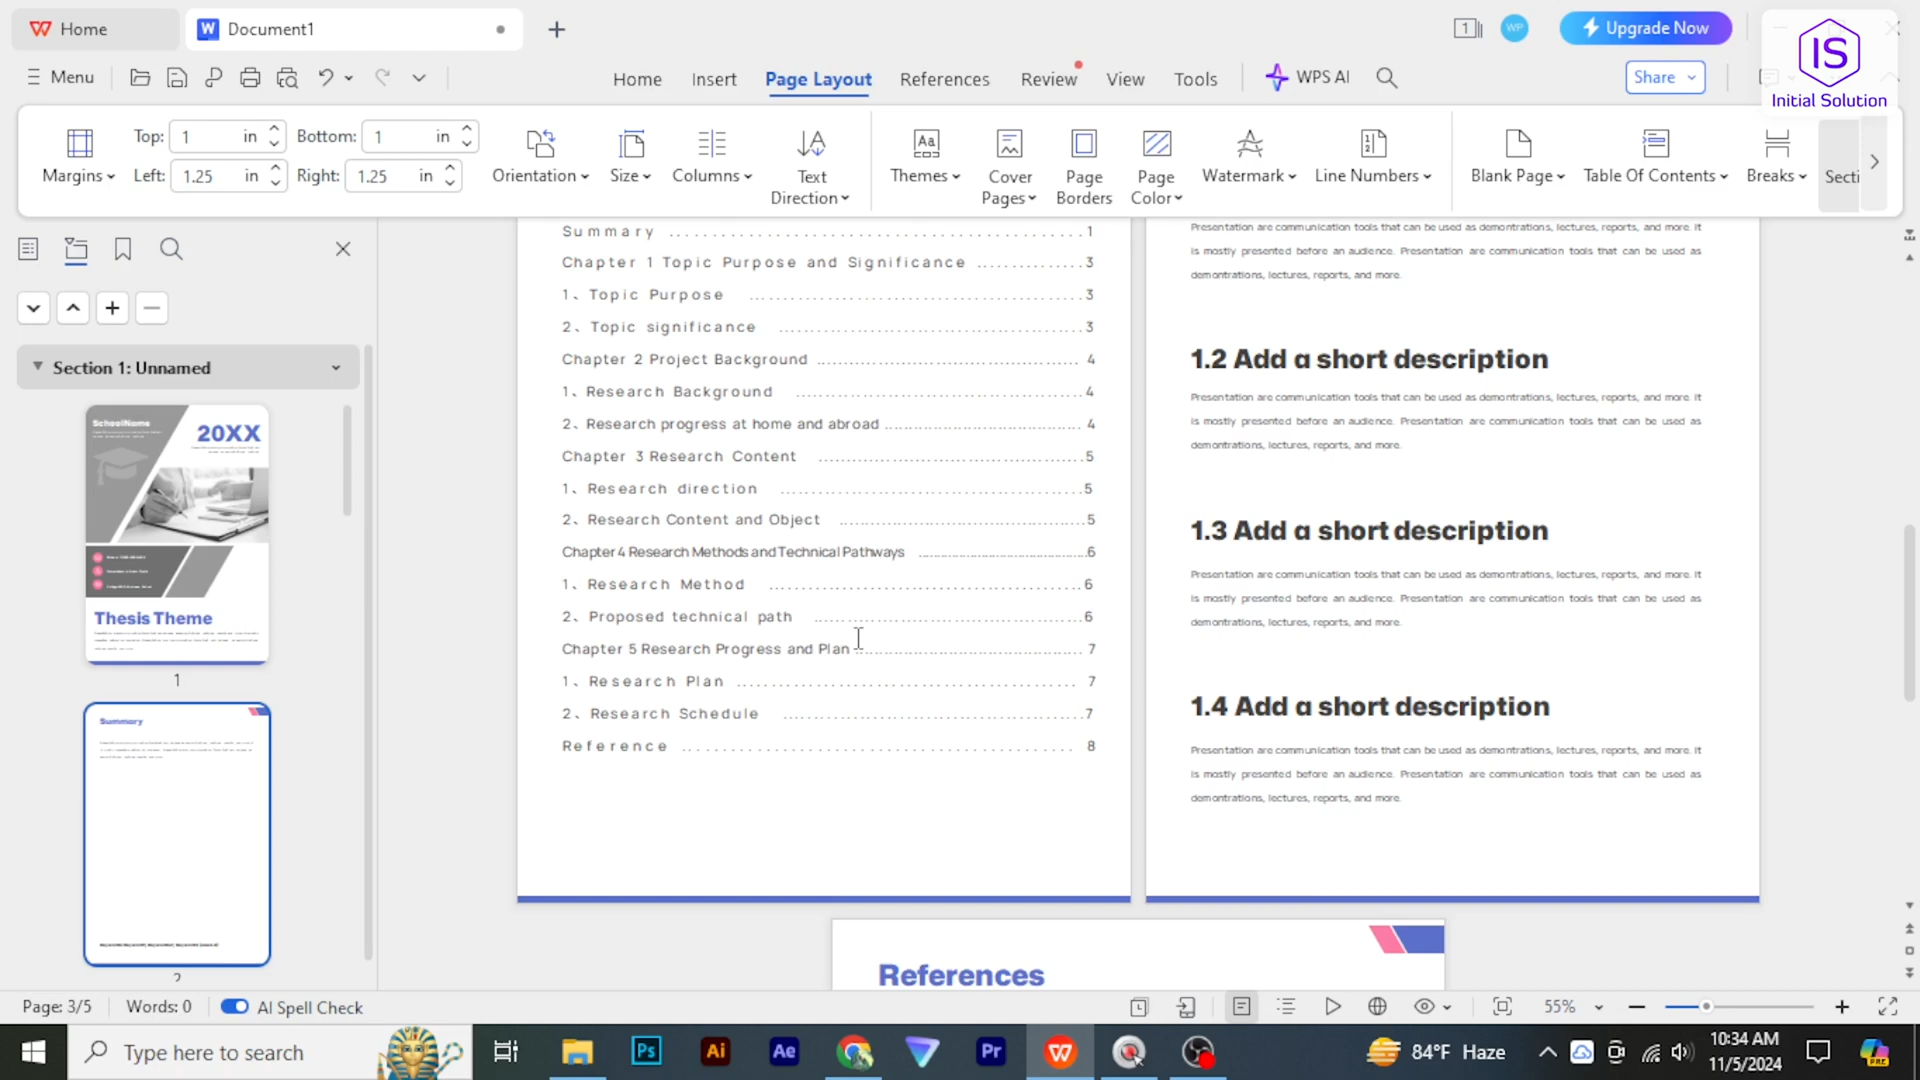 Home
Document1
WP
Upgrade Now
IS
Initial Solution
Menu
Home Insert Page Layout References Review View Tools WPS AI
Share
Margins
Top: 1 in Bottom: 1 in
Left: 1.25 in Right: 1.25 in
Orientation Size Columns Text Direction
Themes Cover Pages Page Borders Page Color Watermark Line Numbers
Blank Page Table Of Contents Breaks Secti
Section 1: Unnamed
SchoolName
20XX
Thesis Theme
1
Summary
2
Summary 1
Chapter 1 Topic Purpose and Significance 3
1、Topic Purpose 3
2、Topic significance 3
Chapter 2 Project Background 4
1、Research Background 4
2、Research progress at home and abroad 4
Chapter 3 Research Content 5
1、Research direction 5
2、Research Content and Object 5
Chapter 4 Research Methods and Technical Pathways 6
1、Research Method 6
2、Proposed technical path 6
Chapter 5 Research Progress and Plan 7
1、Research Plan 7
2、Research Schedule 7
Reference 8
Presentation are communication tools that can be used as demontrations, lectures, reports, and more. It
is mostly presented before an audience. Presentation are communication tools that can be used as
demontrations, lectures, reports, and more.
1.2 Add a short description
Presentation are communication tools that can be used as demontrations, lectures, reports, and more. It
is mostly presented before an audience. Presentation are communication tools that can be used as
demontrations, lectures, reports, and more.
1.3 Add a short description
Presentation are communication tools that can be used as demontrations, lectures, reports, and more. It
is mostly presented before an audience. Presentation are communication tools that can be used as
demontrations, lectures, reports, and more.
1.4 Add a short description
Presentation are communication tools that can be used as demontrations, lectures, reports, and more. It
is mostly presented before an audience. Presentation are communication tools that can be used as
demontrations, lectures, reports, and more.
References
Page: 3/5 Words: 0 AI Spell Check
55%
Type here to search
Ps Ai Ae Pr
84°F Haze
10:34 AM
11/5/2024